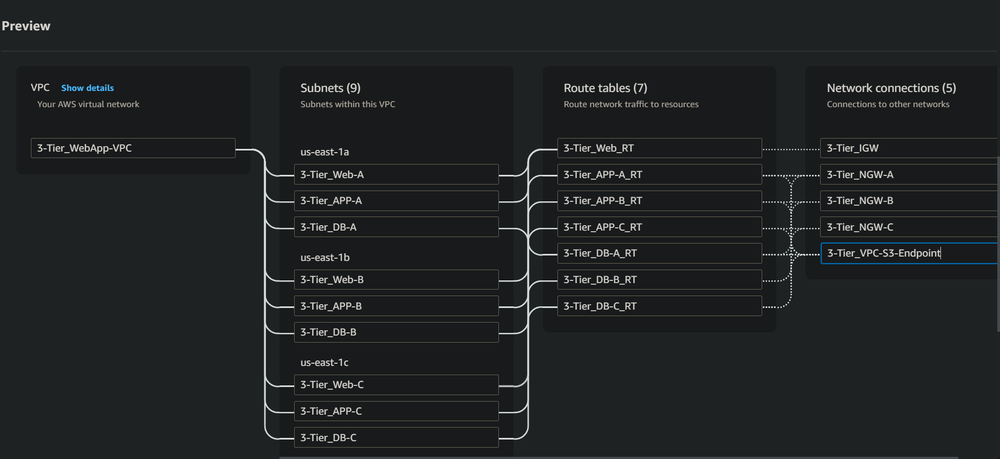 Preview
VPC Show details
Your AWS virtual network
3-Tier_WebApp-VPC
Subnets (9)
Subnets within this VPC
us-east-1a
3-Tier_Web-A
3-Tier_APP-A
3-Tier_DB-A
us-east-1b
3-Tier_Web-B
3-Tier_APP-B
3-Tier_DB-B
us-east-1c
3-Tier_Web-C
3-Tier_APP-C
3-Tier_DB-C
Route tables (7)
Route network traffic to resources
3-Tier_Web_RT
3-Tier_APP-A_RT
3-Tier_APP-B_RT
3-Tier_APP-C_RT
3-Tier_DB-A_RT
3-Tier_DB-B_RT
3-Tier_DB-C_RT
Network connections (5)
Connections to other networks
3-Tier_IGW
3-Tier_NGW-A
3-Tier_NGW-B
3-Tier_NGW-C
3-Tier_VPC-S3-Endpoint